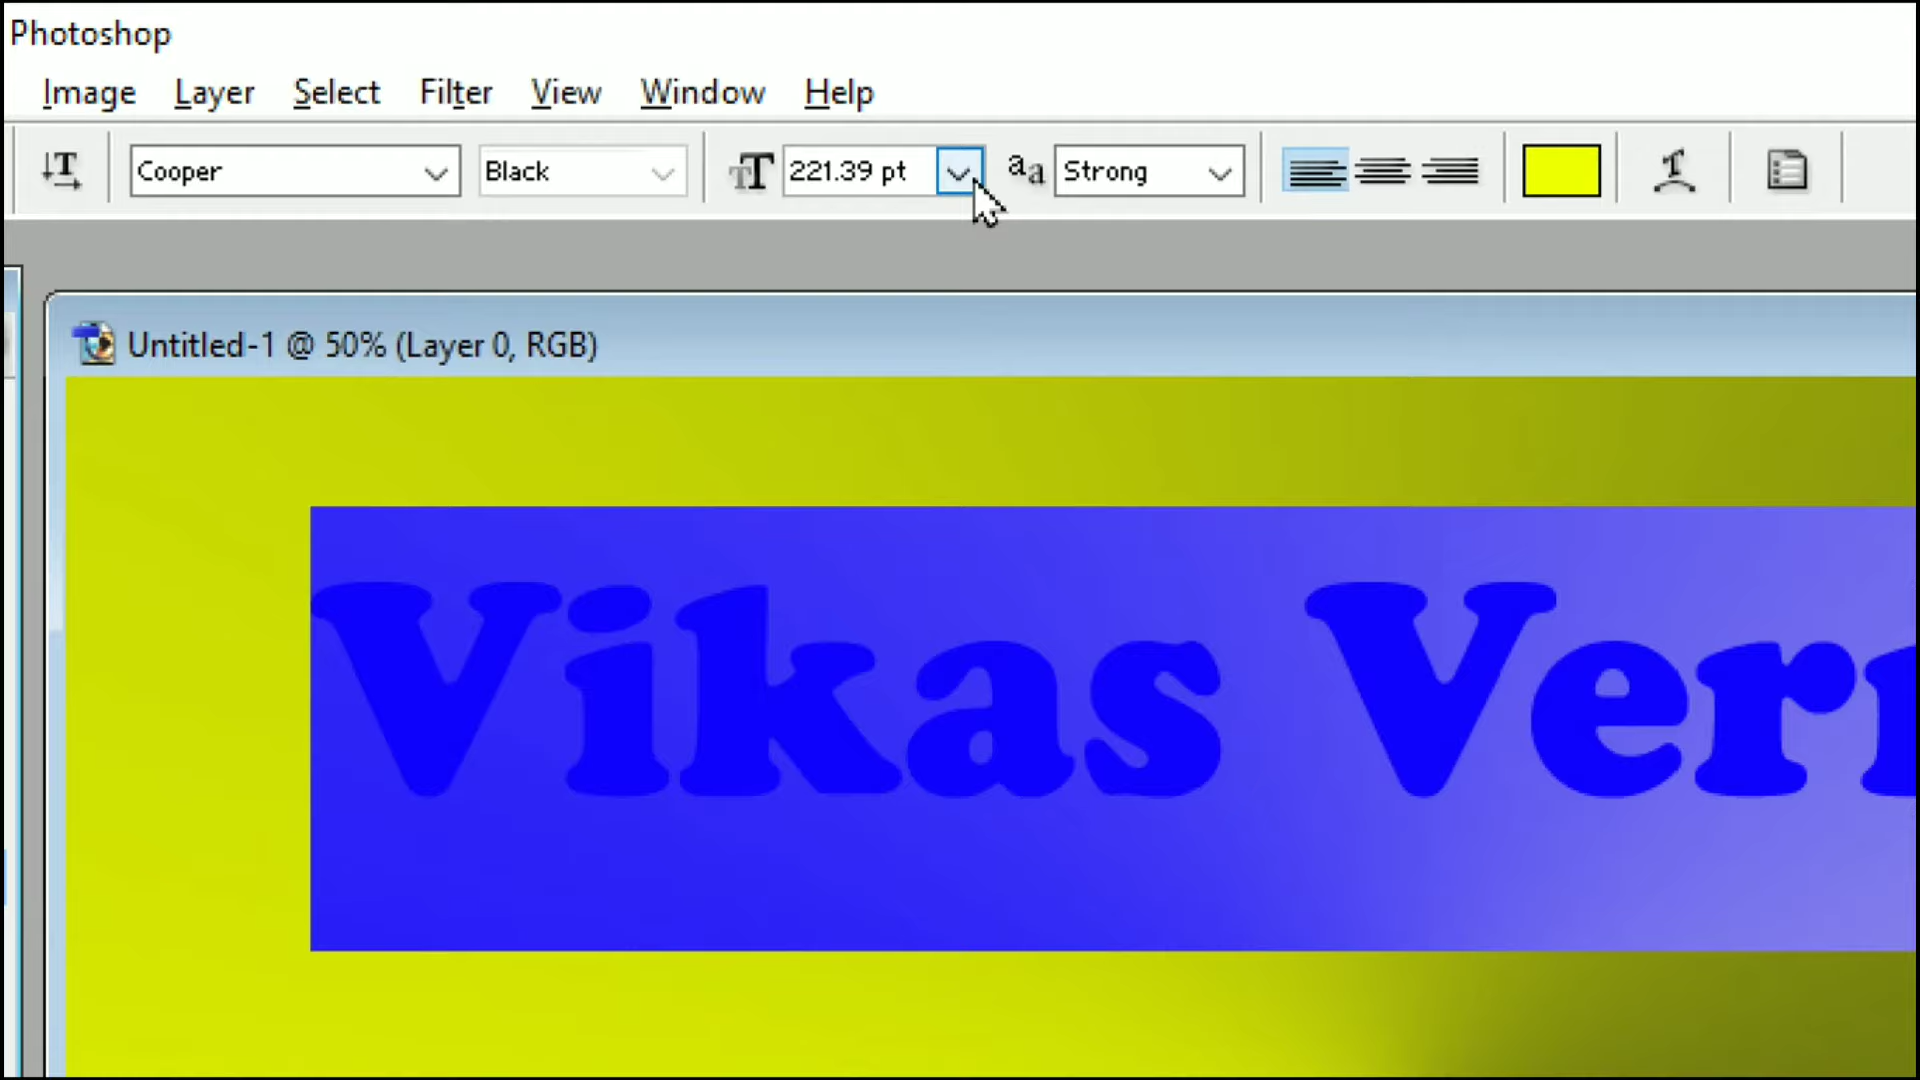 Photoshop
Image Layer Select Filter View Window Help
Cooper Black 221.39 pt aa Strong
Untitled-1 @ 50% (Layer 0, RGB)
Vikas Ver